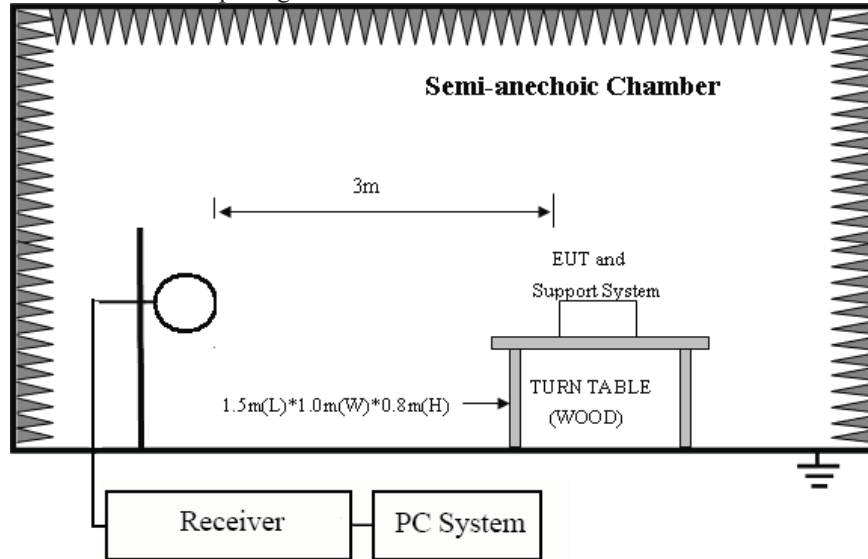 Semi-anechoic Chamber
3m
EUT and
Support System
1.5m(L)*1.0m(W)*0.8m(H)
TURN TABLE
(WOOD)
Receiver
PC System